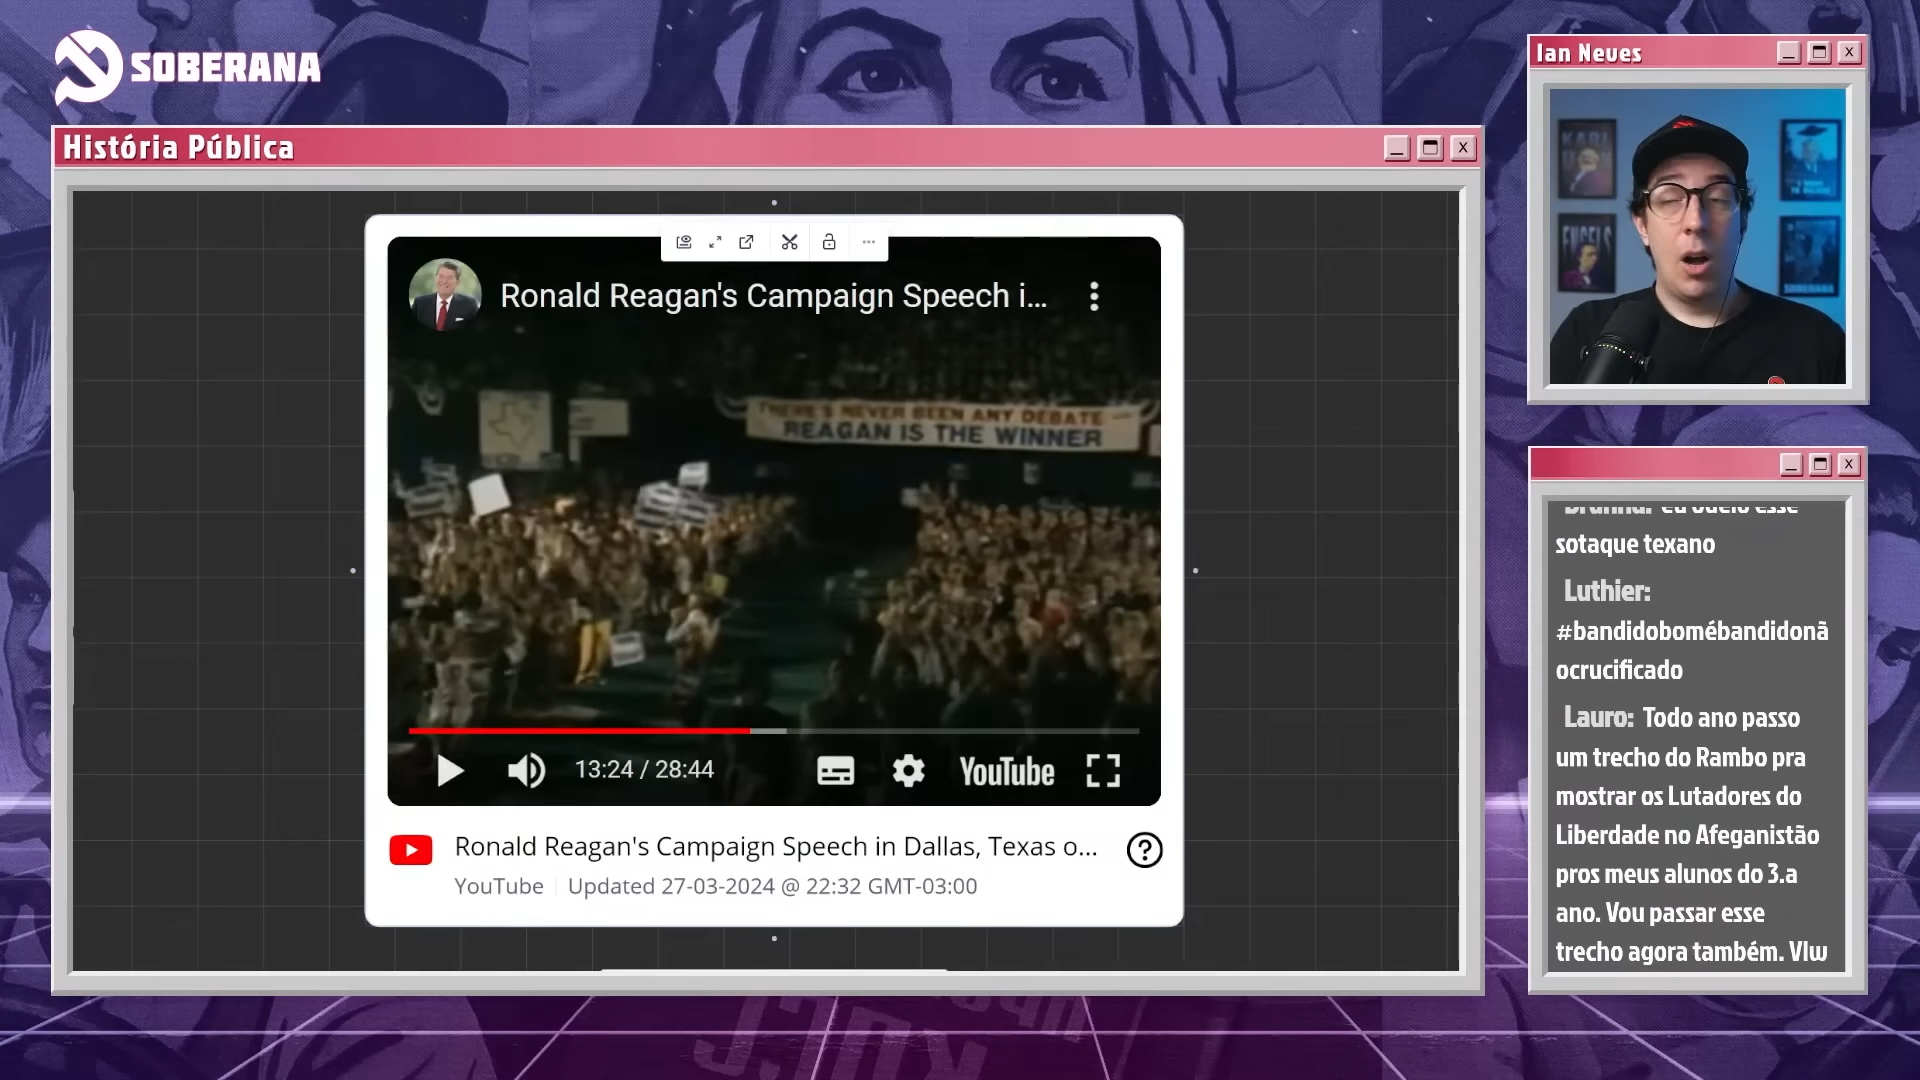 SOBERANA
Ian Neves
História Pública
KARL
ENGELS
SOBERANA
Ronald Reagan's Campaign Speech i...
THERE'S NEVER BEEN ANY DEBATE —
REAGAN IS THE WINNER
13:24 / 28:44
YouTube
Ronald Reagan's Campaign Speech in Dallas, Texas o...
YouTube Updated 27-03-2024 @ 22:32 GMT-03:00
sotaque texano
Luthier:
#bandidobomébandidonã
ocrucificado
Lauro: Todo ano passo
um trecho do Rambo pra
mostrar os Lutadores do
Liberdade no Afeganistão
pros meus alunos do 3.a
ano. Vou passar esse
trecho agora também. Vlw